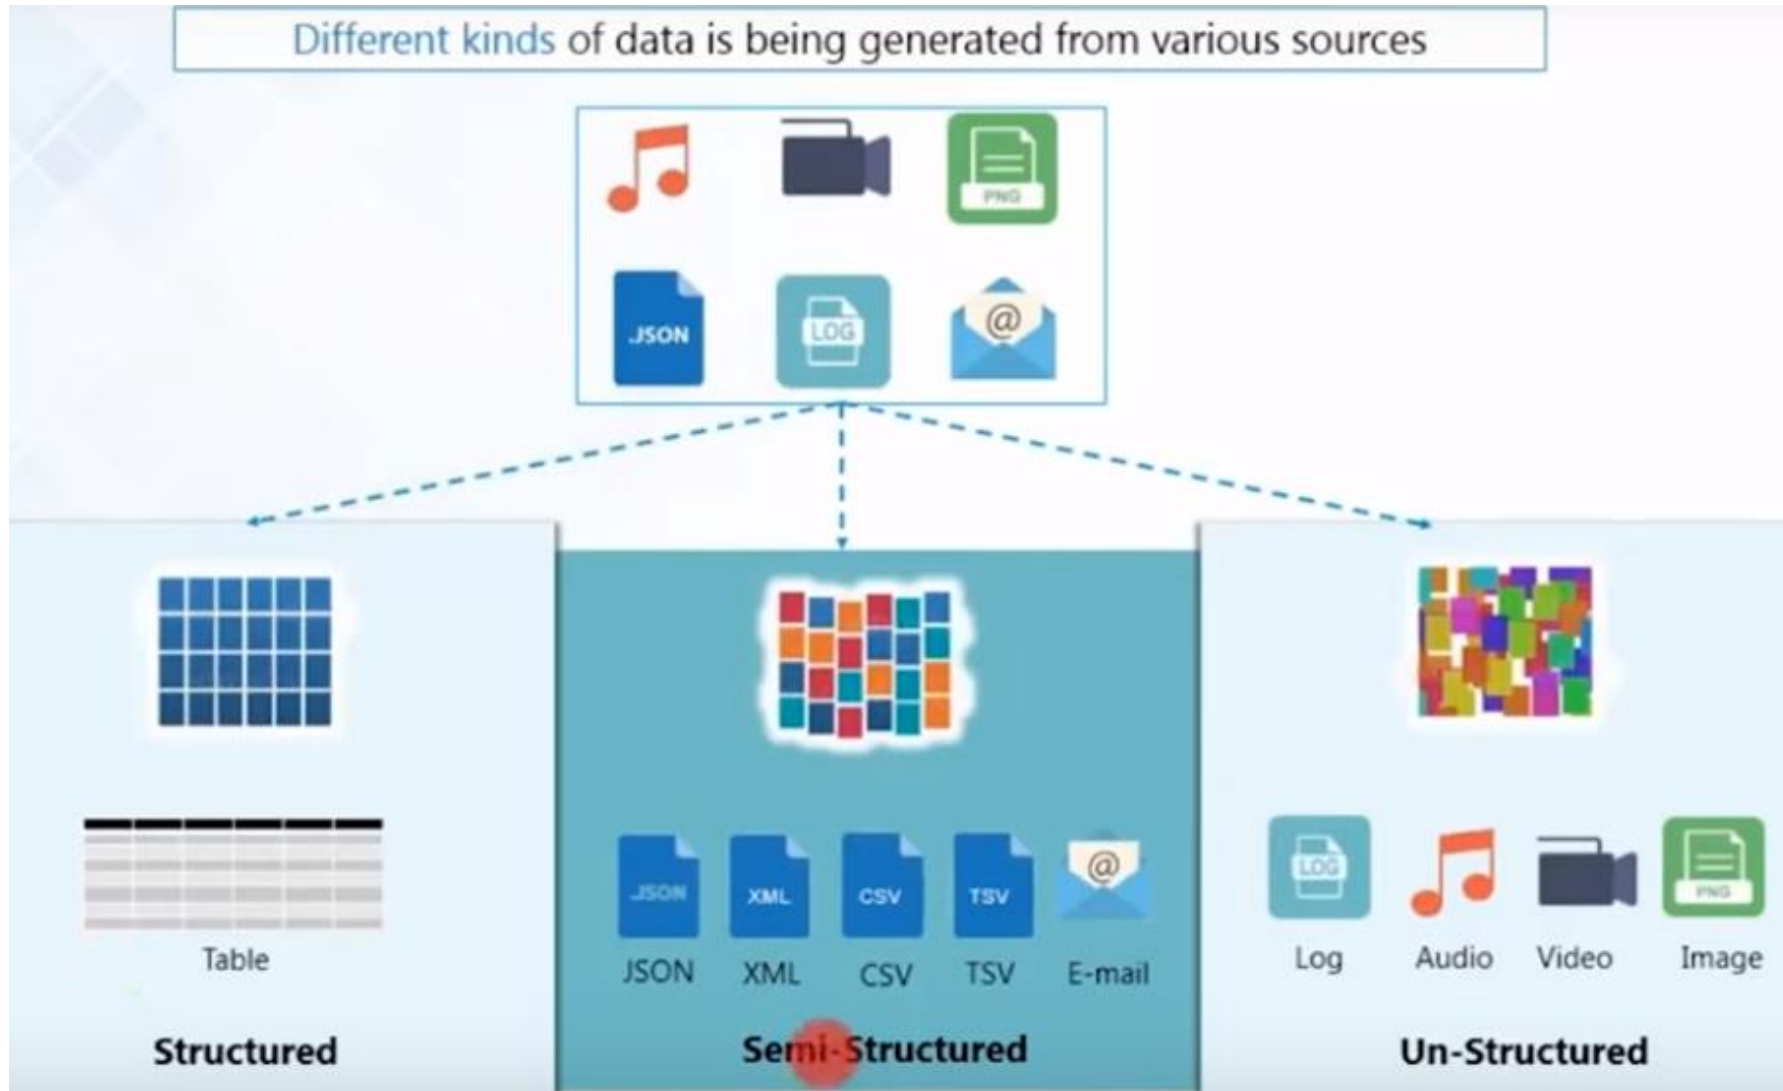 Different kinds of data is being generated from various sources
PNG
.JSON
LOG
@
.JSON
XML
CSV
TSV
@
LOG
PNG
Table
JSON
XML
CSV
TSV
E-mail
Log
Audio
Video
Image
Structured
Semi-Structured
Un-Structured